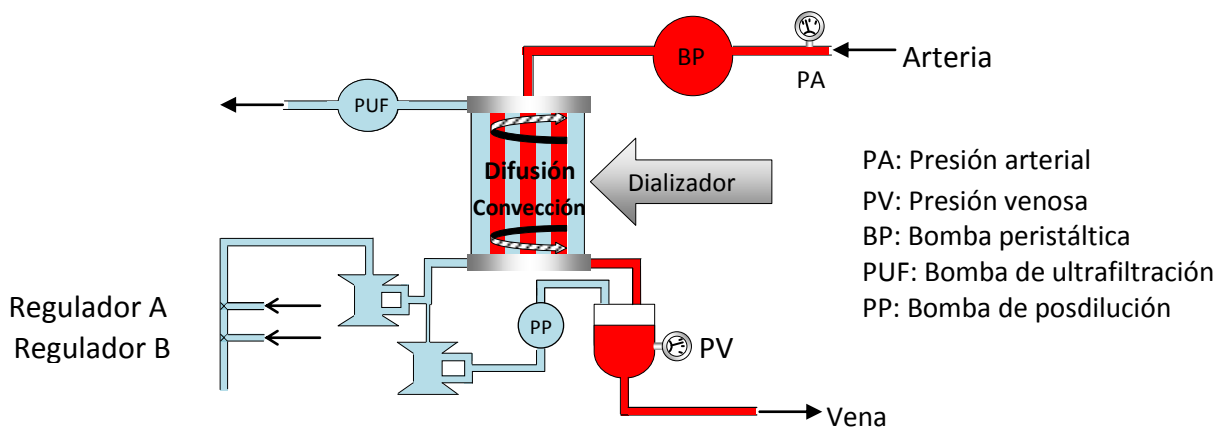 BP
PA
Arteria
PUF
Difusión
Convección
Dializador
PA: Presión arterial
PV: Presión venosa
BP: Bomba peristáltica
PUF: Bomba de ultrafiltración
PP: Bomba de posdilución
Regulador A
Regulador B
PP
PV
Vena